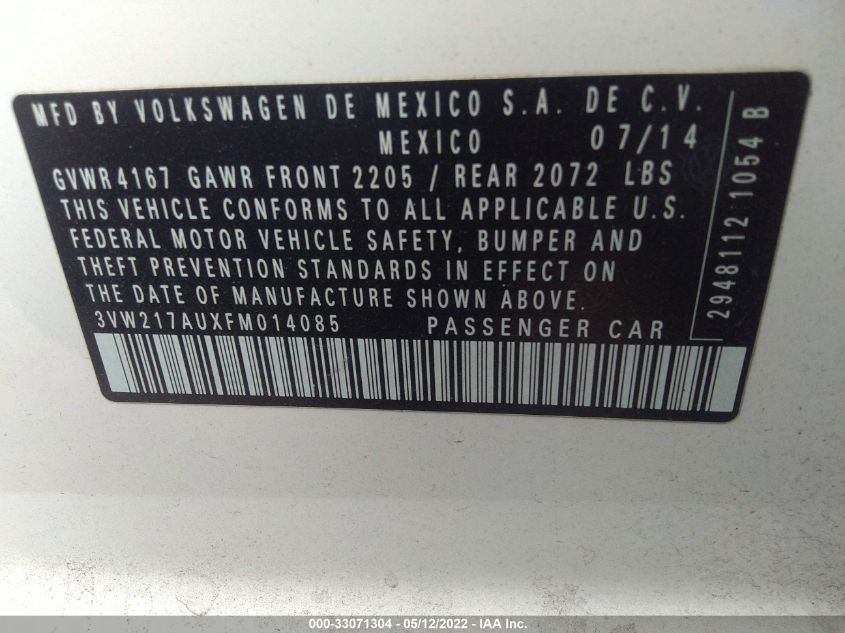 MFD BY VOLKSWAGEN DE MEXICO S.A. DE C.V.
MEXICO 07/14
GVWR4167 GAWR FRONT 2205 / REAR 2072 LBS
THIS VEHICLE CONFORMS TO ALL APPLICABLE U.S.
FEDERAL MOTOR VEHICLE SAFETY, BUMPER AND
THEFT PREVENTION STANDARDS IN EFFECT ON
THE DATE OF MANUFACTURE SHOWN ABOVE.
3VW217AUXFM014085 PASSENGER CAR
2948112 1054 B
000-33071304 - 05/12/2022 - IAA Inc.